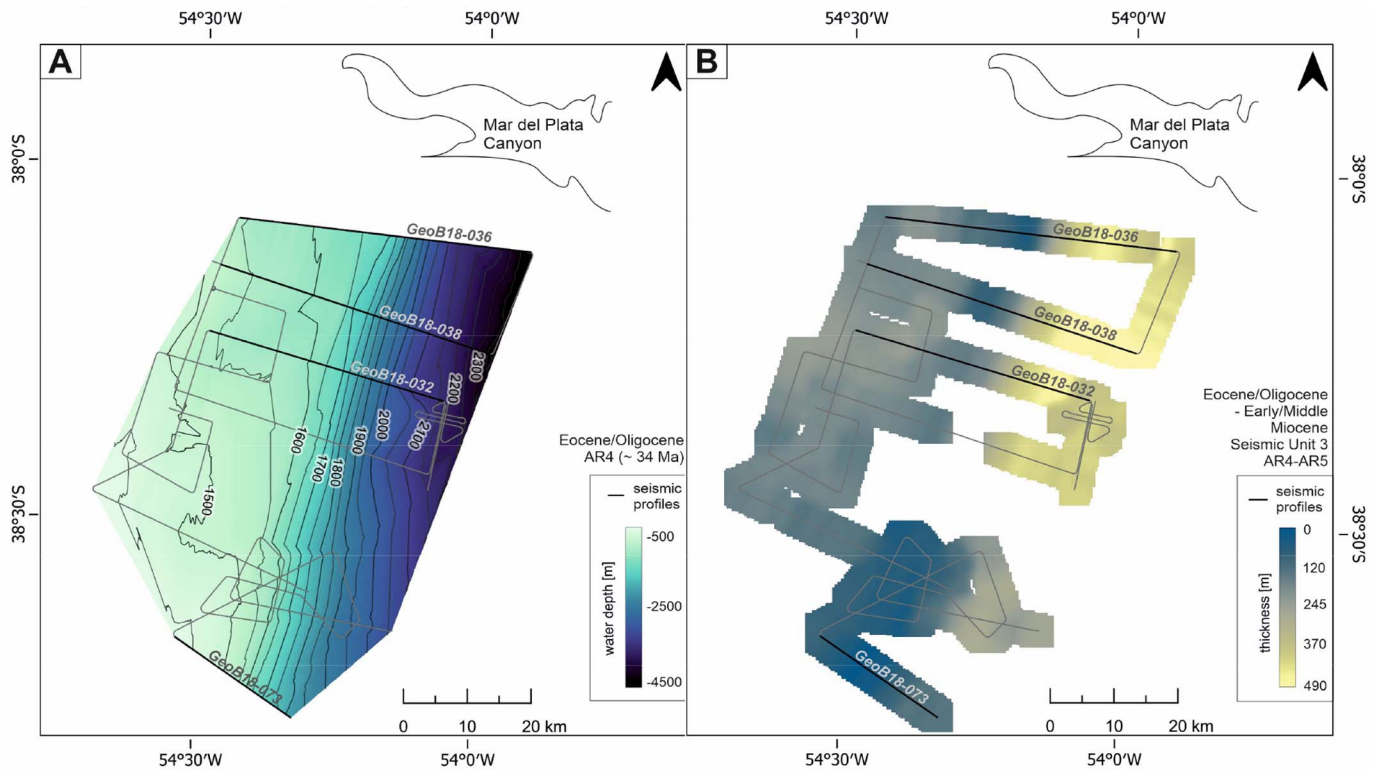 54°30'W
54°0'W
54°30'W
54°0'W
A
B
Mar del Plata
Canyon
Mar del Plata
Canyon
38°0'S
38°0'S
GeoB18-036
GeoB18-036
GeoB18-038
GeoB18-038
GeoB18-032
GeoB18-032
2300
2200
2100
2000
1900
1800
1700
1600
1500
Eocene/Oligocene
AR4 (~ 34 Ma)
seismic
profiles
-500
-2500
-4500
water depth [m]
Eocene/Oligocene
- Early/Middle
Miocene
Seismic Unit 3
AR4-AR5
seismic
profiles
0
120
245
370
490
thickness [m]
38°30'S
38°30'S
GeoB18-073
GeoB18-073
0 10 20 km
0 10 20 km
54°30'W
54°0'W
54°30'W
54°0'W